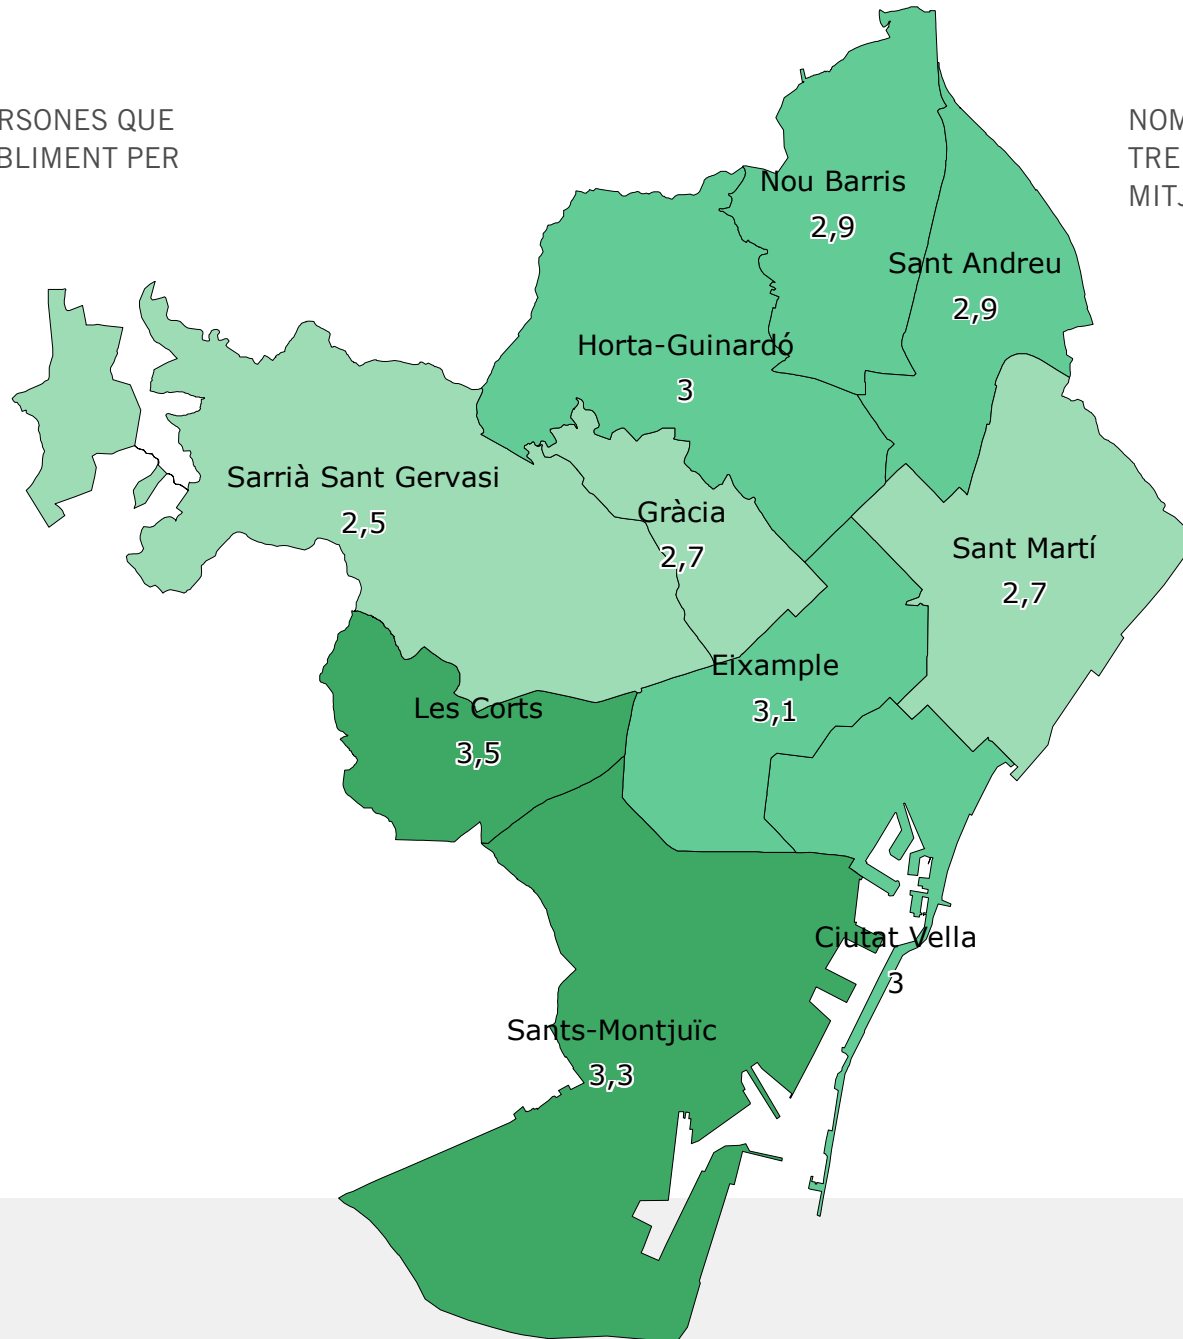 RSONES QUE
BLIMENT PER
NOM
TRE
MITJ
Nou Barris
2,9
Sant Andreu
2,9
Horta-Guinardó
3
Sarrià Sant Gervasi
2,5
Gràcia
2,7
Sant Martí
2,7
Eixample
3,1
Les Corts
3,5
Ciutat Vella
3
Sants-Montjuïc
3,3